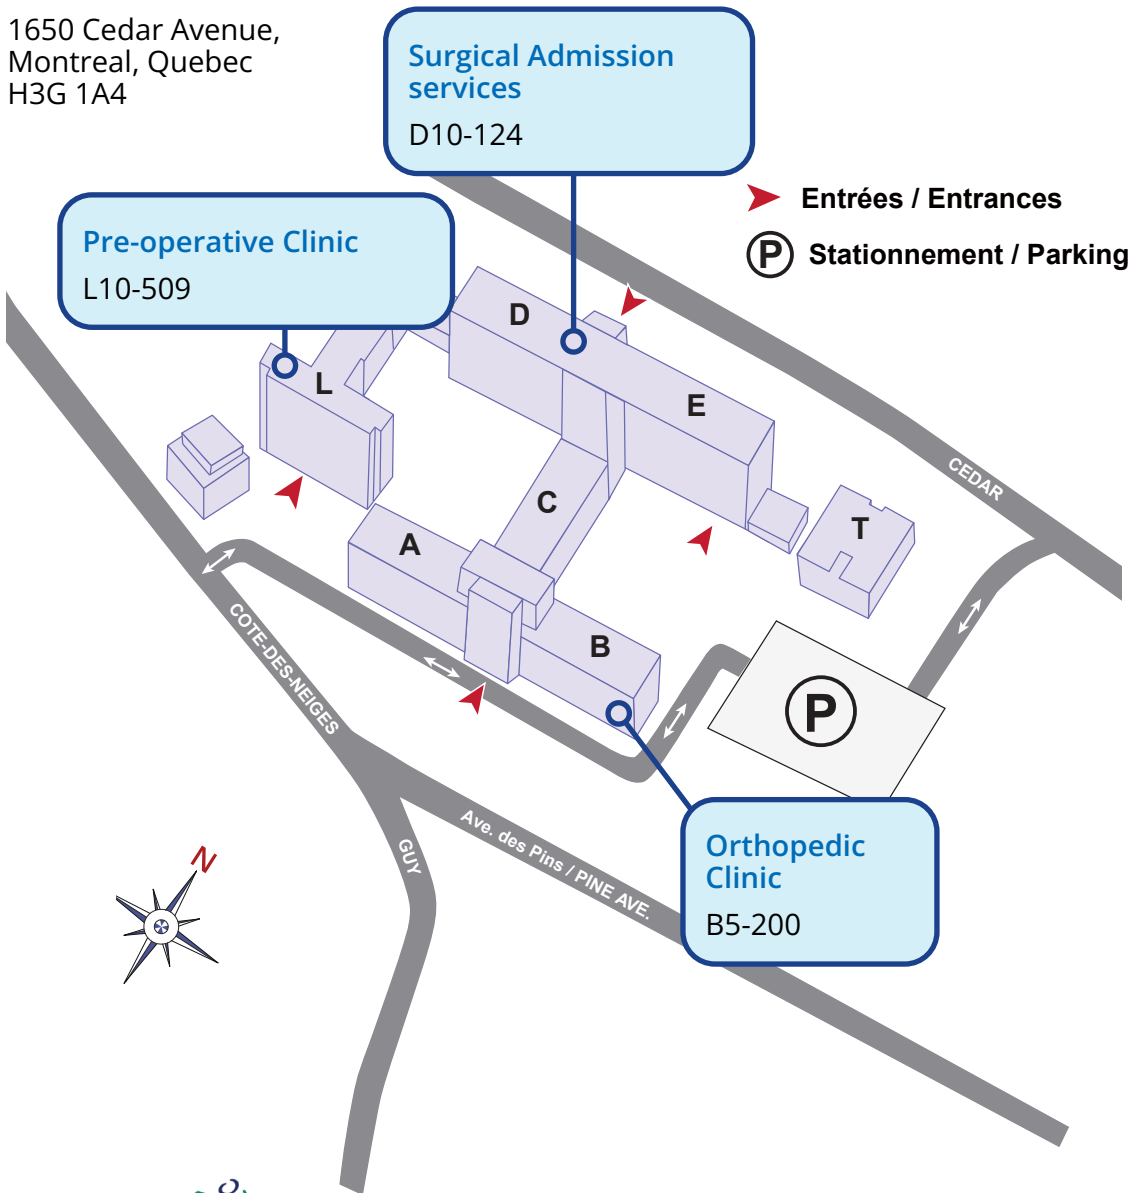 1650 Cedar Avenue,
Montreal, Quebec
H3G 1A4
Surgical Admission
services
D10-124
Entrées / Entrances
P Stationnement / Parking
Pre-operative Clinic
L10-509
D
E
L
C
A
T
B
CEDAR
COTE-DES-NEIGES
P
Ave. des Pins / PINE AVE.
GUY
Orthopedic
Clinic
B5-200
N